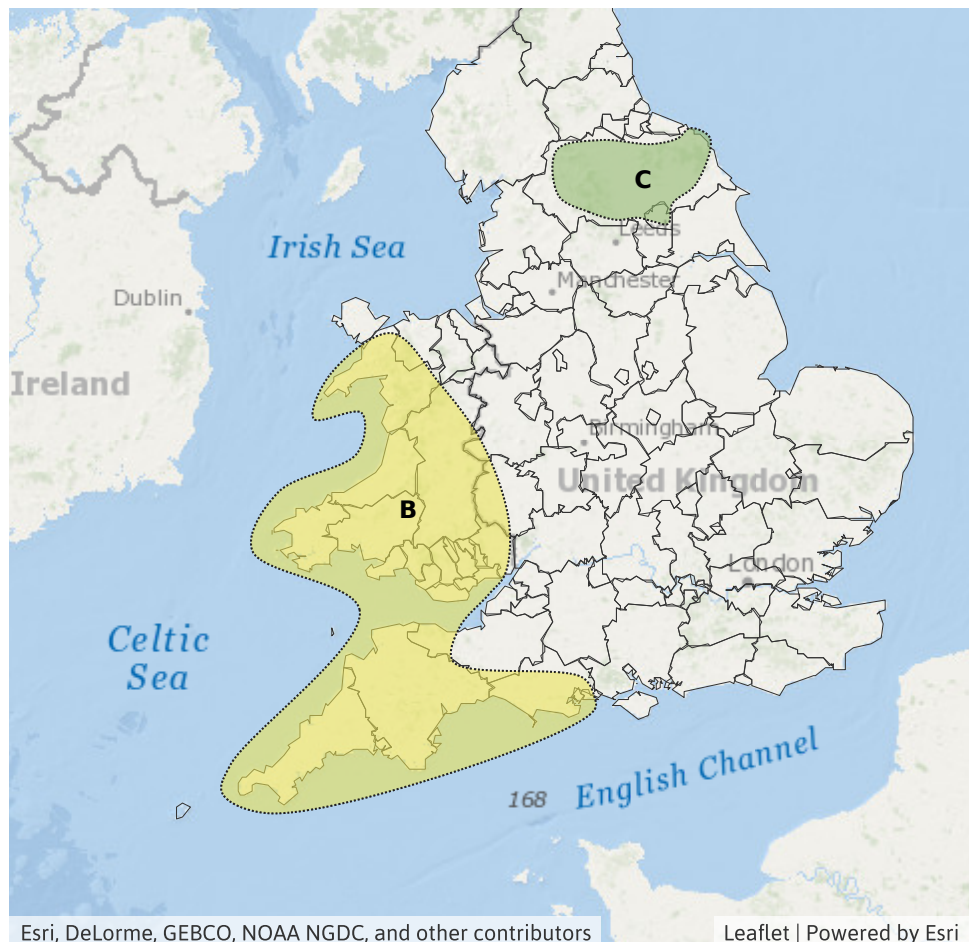 C
Leeds
Irish Sea
Manchester
Dublin
Ireland
Birmingham
United Kingdom
B
London
Celtic
Sea
English Channel
168
Esri, DeLorme, GEBCO, NOAA NGDC, and other contributors
Leaflet | Powered by Esri